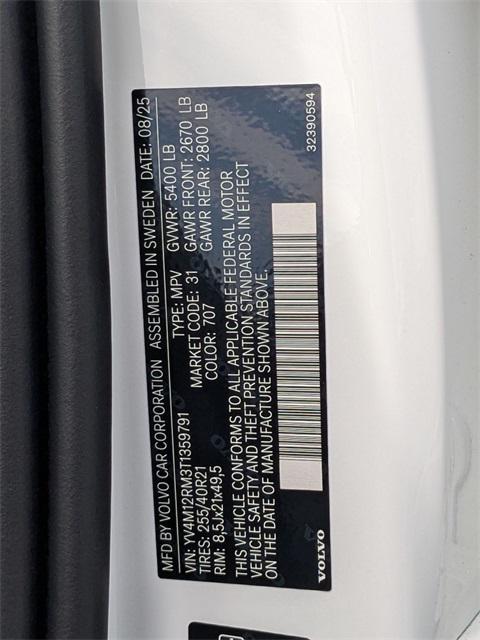 MFD BY VOLVO CAR CORPORATION ASSEMBLED IN SWEDEN DATE: 08/25
VIN: YV4M12RM3T1359791 TYPE: MPV GVWR: 5400 LB
TIRES: 255/40R21 MARKET CODE: 31 GAWR FRONT: 2670 LB
RIM: 8,5Jx21x49,5 COLOR: 707 GAWR REAR: 2800 LB
THIS VEHICLE CONFORMS TO ALL APPLICABLE FEDERAL MOTOR
VEHICLE SAFETY AND THEFT PREVENTION STANDARDS IN EFFECT
ON THE DATE OF MANUFACTURE SHOWN ABOVE.
VOLVO 32390594